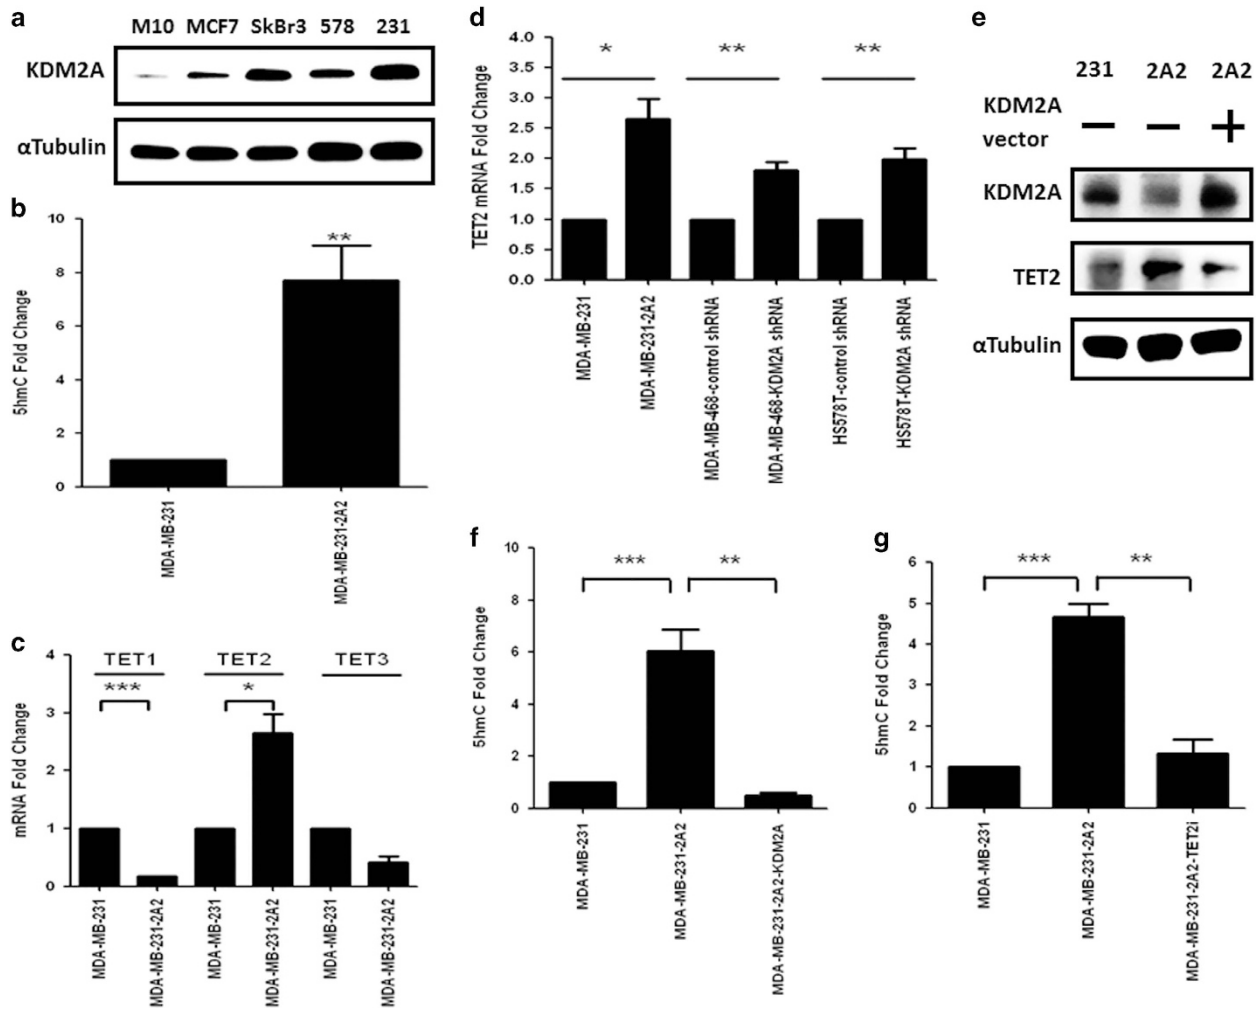 a
M10 MCF7 SkBr3 578 231
KDM2A
αTubulin
b
10
8
6
4
2
0
5hmC Fold Change
**
MDA-MB-231
MDA-MB-231-2A2
c
4
3
2
1
0
mRNA Fold Change
TET1 TET2 TET3
*** *
MDA-MB-231
MDA-MB-231-2A2
MDA-MB-231
MDA-MB-231-2A2
MDA-MB-231
MDA-MB-231-2A2
d
4.0
3.5
3.0
2.5
2.0
1.5
1.0
0.5
0.0
TET2 mRNA Fold Change
* ** **
MDA-MB-231
MDA-MB-231-2A2
MDA-MB-468-control shRNA
MDA-MB-468-KDM2A shRNA
HS578T-control shRNA
HS578T-KDM2A shRNA
e
231 2A2 2A2
KDM2A
vector − − +
KDM2A
TET2
αTubulin
f
10
8
6
4
2
0
5hmC Fold Change
*** **
MDA-MB-231
MDA-MB-231-2A2
MDA-MB-231-2A2-KDM2A
g
6
5
4
3
2
1
0
5hmC Fold Change
*** **
MDA-MB-231
MDA-MB-231-2A2
MDA-MB-231-2A2-TET2i